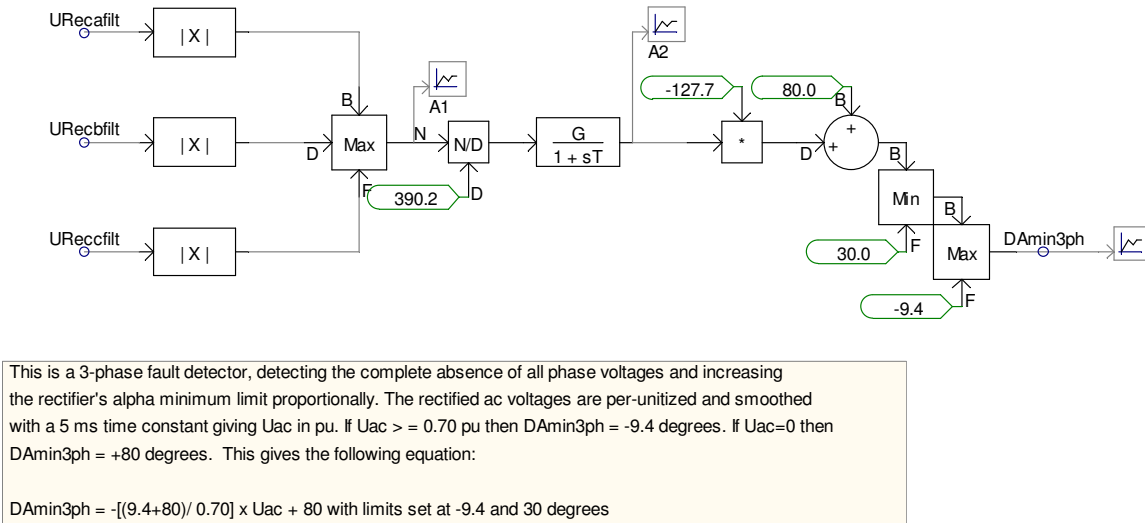 URecafilt
|X|
A2
B
A1
-127.7
80.0
B
URecbfilt
|X|
D
Max
N
N/D
G
1 + sT
*
D
+
+
B
F
390.2
D
Min
B
UReccfilt
|X|
30.0
F
Max
DAmin3ph
-9.4
F
This is a 3-phase fault detector, detecting the complete absence of all phase voltages and increasing
the rectifier's alpha minimum limit proportionally. The rectified ac voltages are per-unitized and smoothed
with a 5 ms time constant giving Uac in pu. If Uac > = 0.70 pu then DAmin3ph = -9.4 degrees. If Uac=0 then
DAmin3ph = +80 degrees.  This gives the following equation:
DAmin3ph = -[(9.4+80)/ 0.70] x Uac + 80 with limits set at -9.4 and 30 degrees